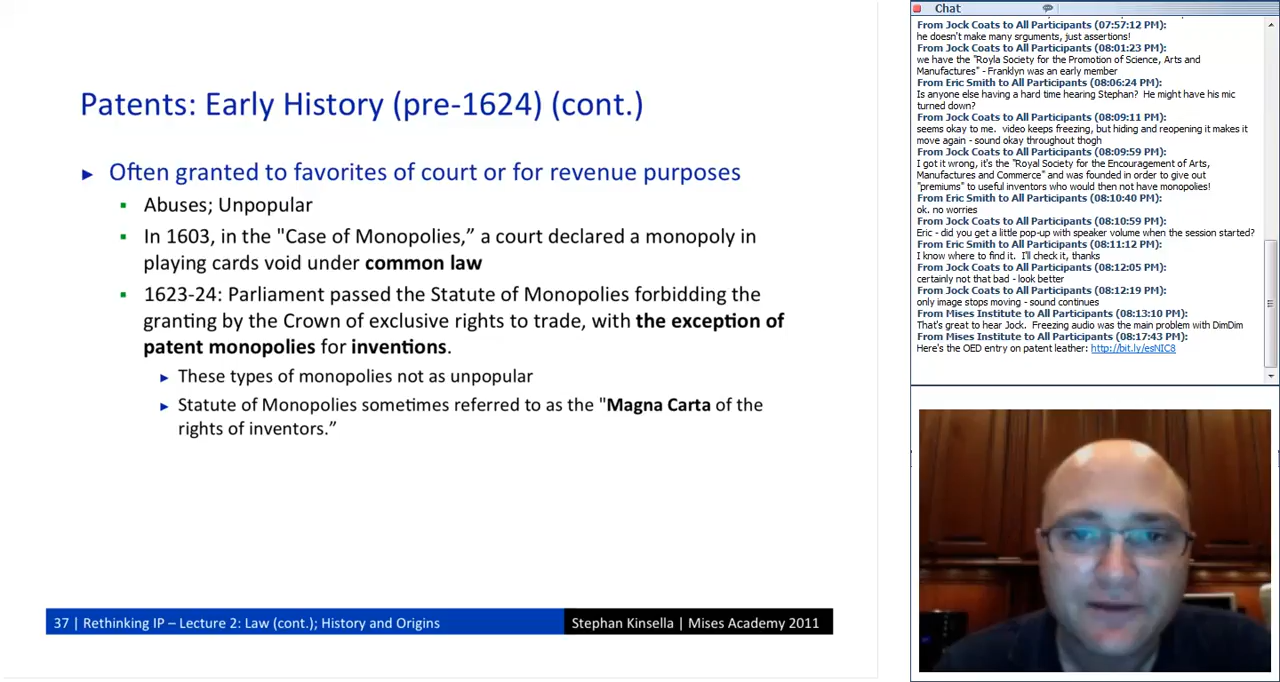 Patents: Early History (pre-1624) (cont.)
► Often granted to favorites of court or for revenue purposes
▪ Abuses; Unpopular
▪ In 1603, in the "Case of Monopolies,” a court declared a monopoly in
playing cards void under common law
▪ 1623-24: Parliament passed the Statute of Monopolies forbidding the
granting by the Crown of exclusive rights to trade, with the exception of
patent monopolies for inventions.
► These types of monopolies not as unpopular
► Statute of Monopolies sometimes referred to as the "Magna Carta of the
rights of inventors.”
37 | Rethinking IP – Lecture 2: Law (cont.); History and Origins
Stephan Kinsella | Mises Academy 2011
Chat
From Jock Coats to All Participants (07:57:12 PM):
he doesn't make many srguments, just assertions!
From Jock Coats to All Participants (08:01:23 PM):
we have the "Royla Society for the Promotion of Science, Arts and
Manufactures" - Franklyn was an early member
From Eric Smith to All Participants (08:06:24 PM):
Is anyone else having a hard time hearing Stephan? He might have his mic
turned down?
From Jock Coats to All Participants (08:09:11 PM):
seems okay to me. video keeps freezing, but hiding and reopening it makes it
move again - sound okay throughout thogh
From Jock Coats to All Participants (08:09:59 PM):
I got it wrong, it's the "Royal Society for the Encouragement of Arts,
Manufactures and Commerce" and was founded in order to give out
"premiums" to useful inventors who would then not have monopolies!
From Eric Smith to All Participants (08:10:40 PM):
ok. no worries
From Jock Coats to All Participants (08:10:59 PM):
Eric - did you get a little pop-up with speaker volume when the session started?
From Eric Smith to All Participants (08:11:12 PM):
I know where to find it. I'll check it, thanks
From Jock Coats to All Participants (08:12:05 PM):
certainly not that bad - look better
From Jock Coats to All Participants (08:12:19 PM):
only image stops moving - sound continues
From Mises Institute to All Participants (08:13:10 PM):
That's great to hear Jock. Freezing audio was the main problem with DimDim
From Mises Institute to All Participants (08:17:43 PM):
Here's the OED entry on patent leather: http://bit.ly/esNIC8